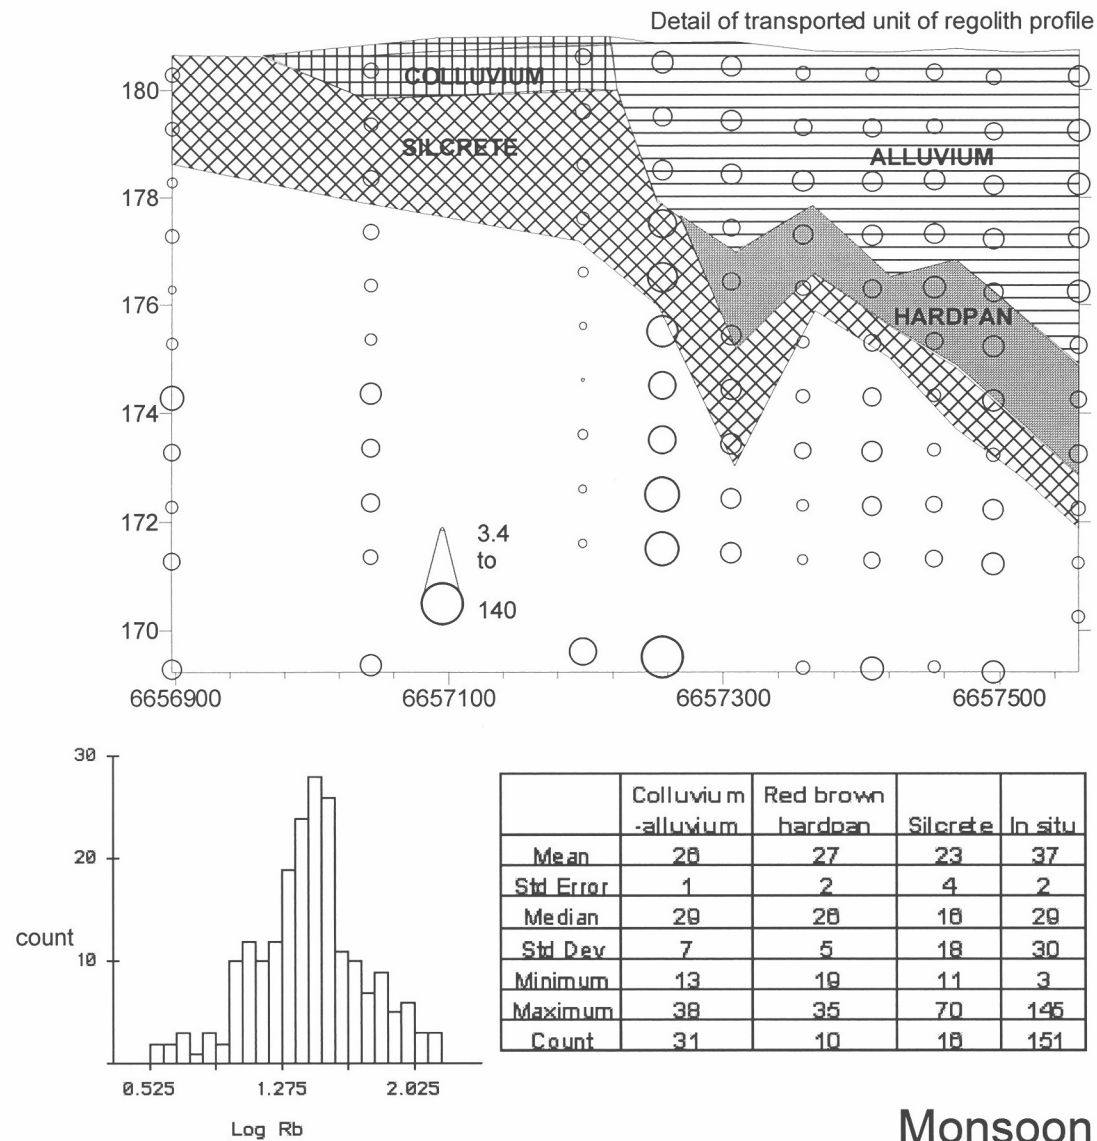 Detail of transported unit of regolith profile
180
COLLUVIUM
SILCRETE
ALLUVIUM
178
176
HARDPAN
174
172
3.4
to
140
170
6656900 6657100 6657300 6657500
30
20
count
10
0.525 1.275 2.025
Log Rb
Colluvium -alluvium Red brown hardpan Silcrete In situ
Mean 26 27 23 37
Std Error 1 2 4 2
Median 29 26 16 29
Std Dev 7 5 18 30
Minimum 13 19 11 3
Maximum 38 35 70 145
Count 31 10 16 151
Monsoon